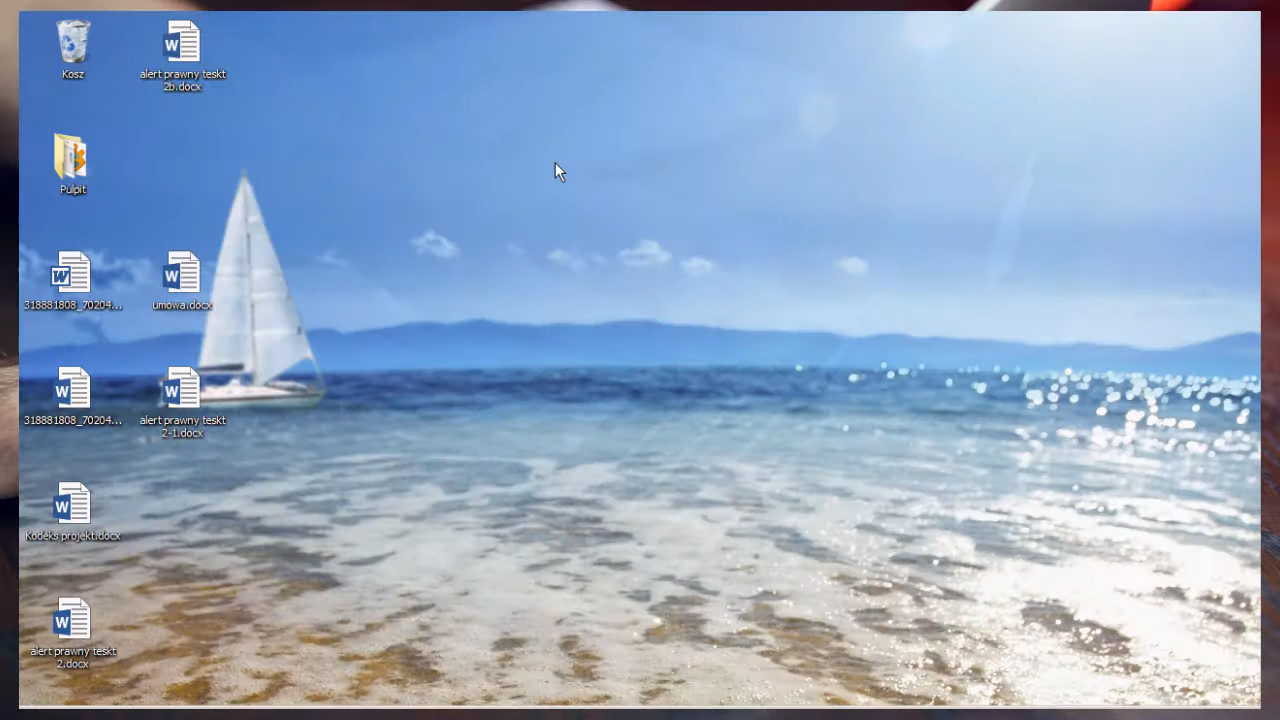 Kosz
alert prawny teskt
2b.docx
Pulpit
318881808_70204...
umowa.docx
318881808_70204...
alert prawny teskt
2-1.docx
Kodeks projekt.docx
alert prawny teskt
2.docx